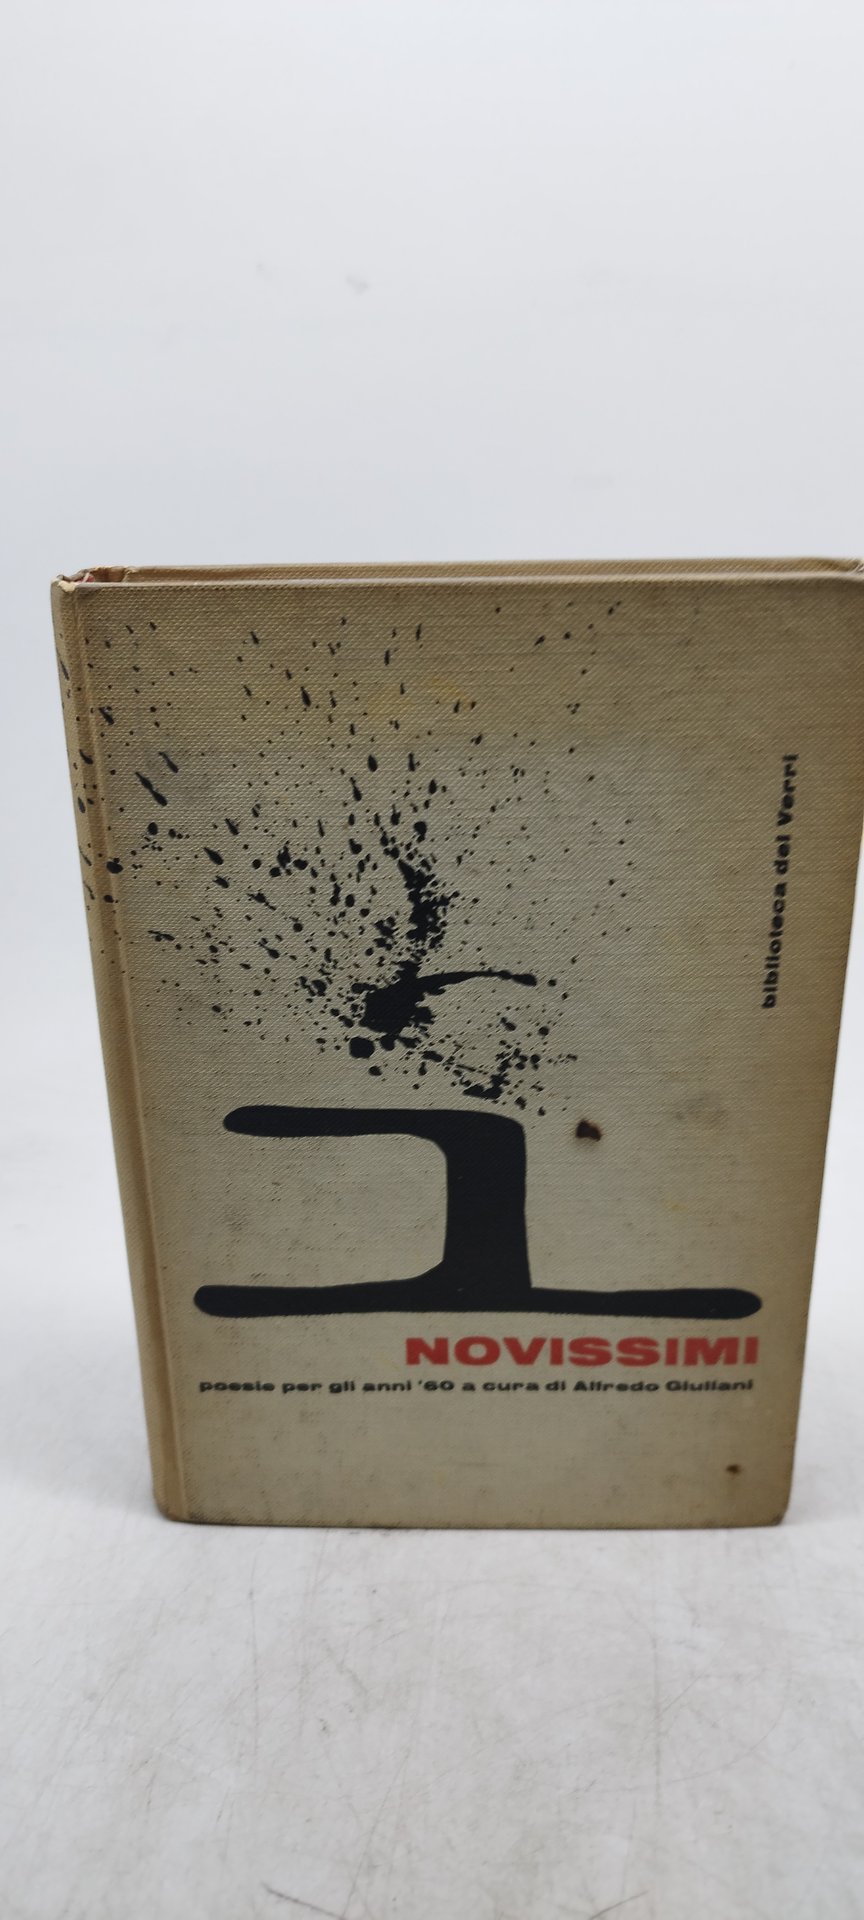 biblioteca del Verri
NOVISSIMI
poesie per gli anni '60 a cura di Alfredo Giuliani